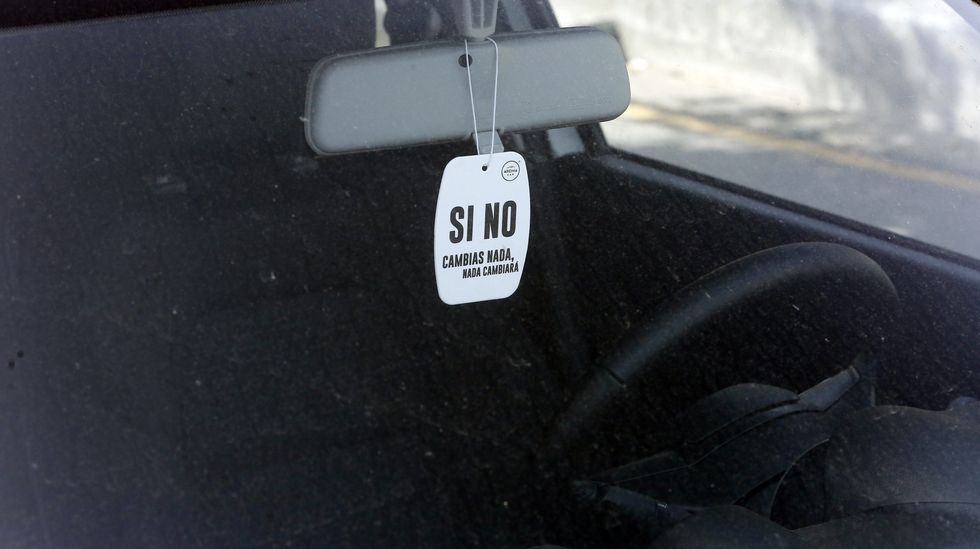 SI NO
CAMBIAS NADA,
NADA CAMBIARÁ